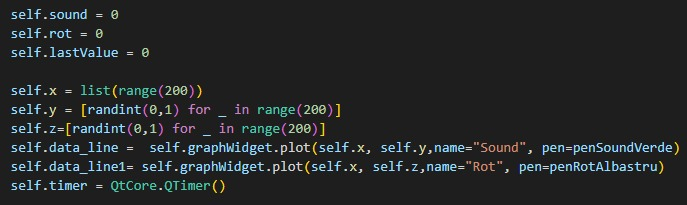 self.sound = 0
self.rot = 0
self.lastValue = 0
self.x = list(range(200))
self.y = [randint(0,1) for _ in range(200)]
self.z=[randint(0,1) for _ in range(200)]
self.data_line =  self.graphWidget.plot(self.x, self.y,name="Sound", pen=penSoundVerde)
self.data_line1= self.graphWidget.plot(self.x, self.z,name="Rot", pen=penRotAlbastru)
self.timer = QtCore.QTimer()